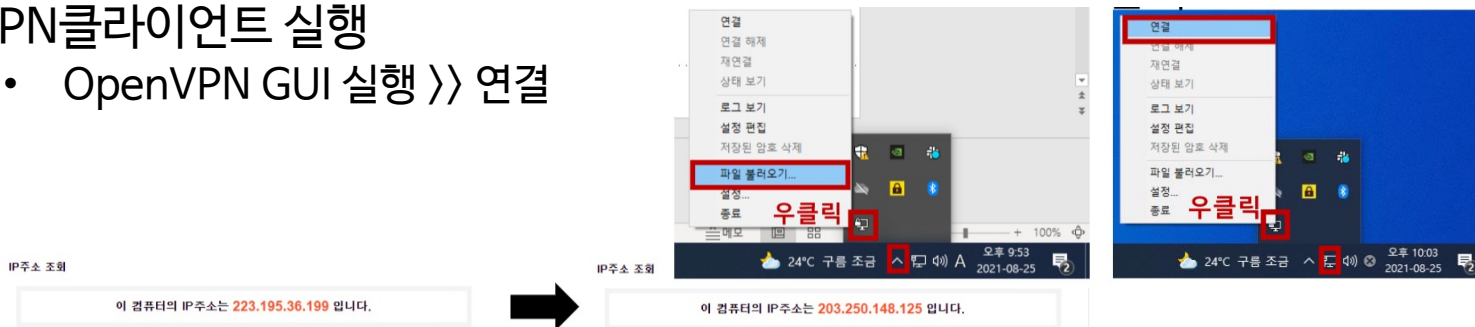 PN클라이언트 실행
• OpenVPN GUI 실행 〉〉 연결
연결
연결 해제
재연결
상태 보기
로그 보기
설정 편집
저장된 암호 삭제
파일 불러오기...
설정...
종료
우클릭
메모
100%
24°C 구름 조금
A
오후 9:53
2021-08-25
2
연결
연결 해제
재연결
상태 보기
로그 보기
설정 편집
저장된 암호 삭제
파일 불러오기...
설정...
종료
우클릭
24°C 구름 조금
오후 10:03
2021-08-25
2
IP주소 조회
이 컴퓨터의 IP주소는 223.195.36.199 입니다.
IP주소 조회
이 컴퓨터의 IP주소는 203.250.148.125 입니다.